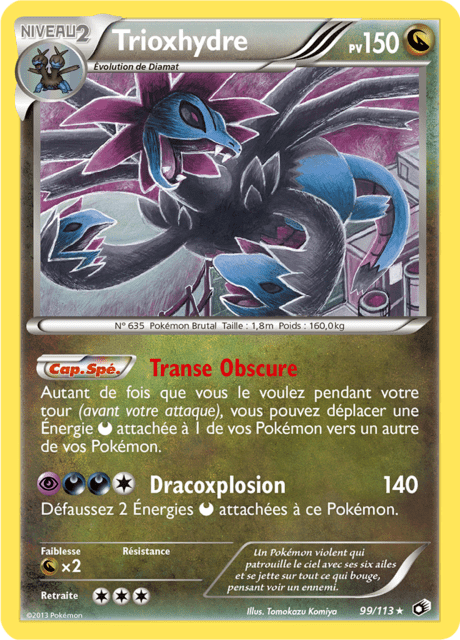 NIVEAU2
Trioxhydre
PV150
Évolution de Diamat
N° 635 Pokémon Brutal Taille : 1,8m Poids : 160,0kg
Cap. Spé. Transe Obscure
Autant de fois que vous le voulez pendant votre
tour (avant votre attaque), vous pouvez déplacer une
Énergie attachée à 1 de vos Pokémon vers un autre
de vos Pokémon.
Dracoxplosion 140
Défaussez 2 Énergies attachées à ce Pokémon.
Faiblesse Résistance
×2
Retraite
Un Pokémon violent qui
patrouille le ciel avec ses six ailes
et se jette sur tout ce qui bouge,
pensant voir un ennemi.
©2013 Pokémon
Illus. Tomokazu Komiya
99/113 ★